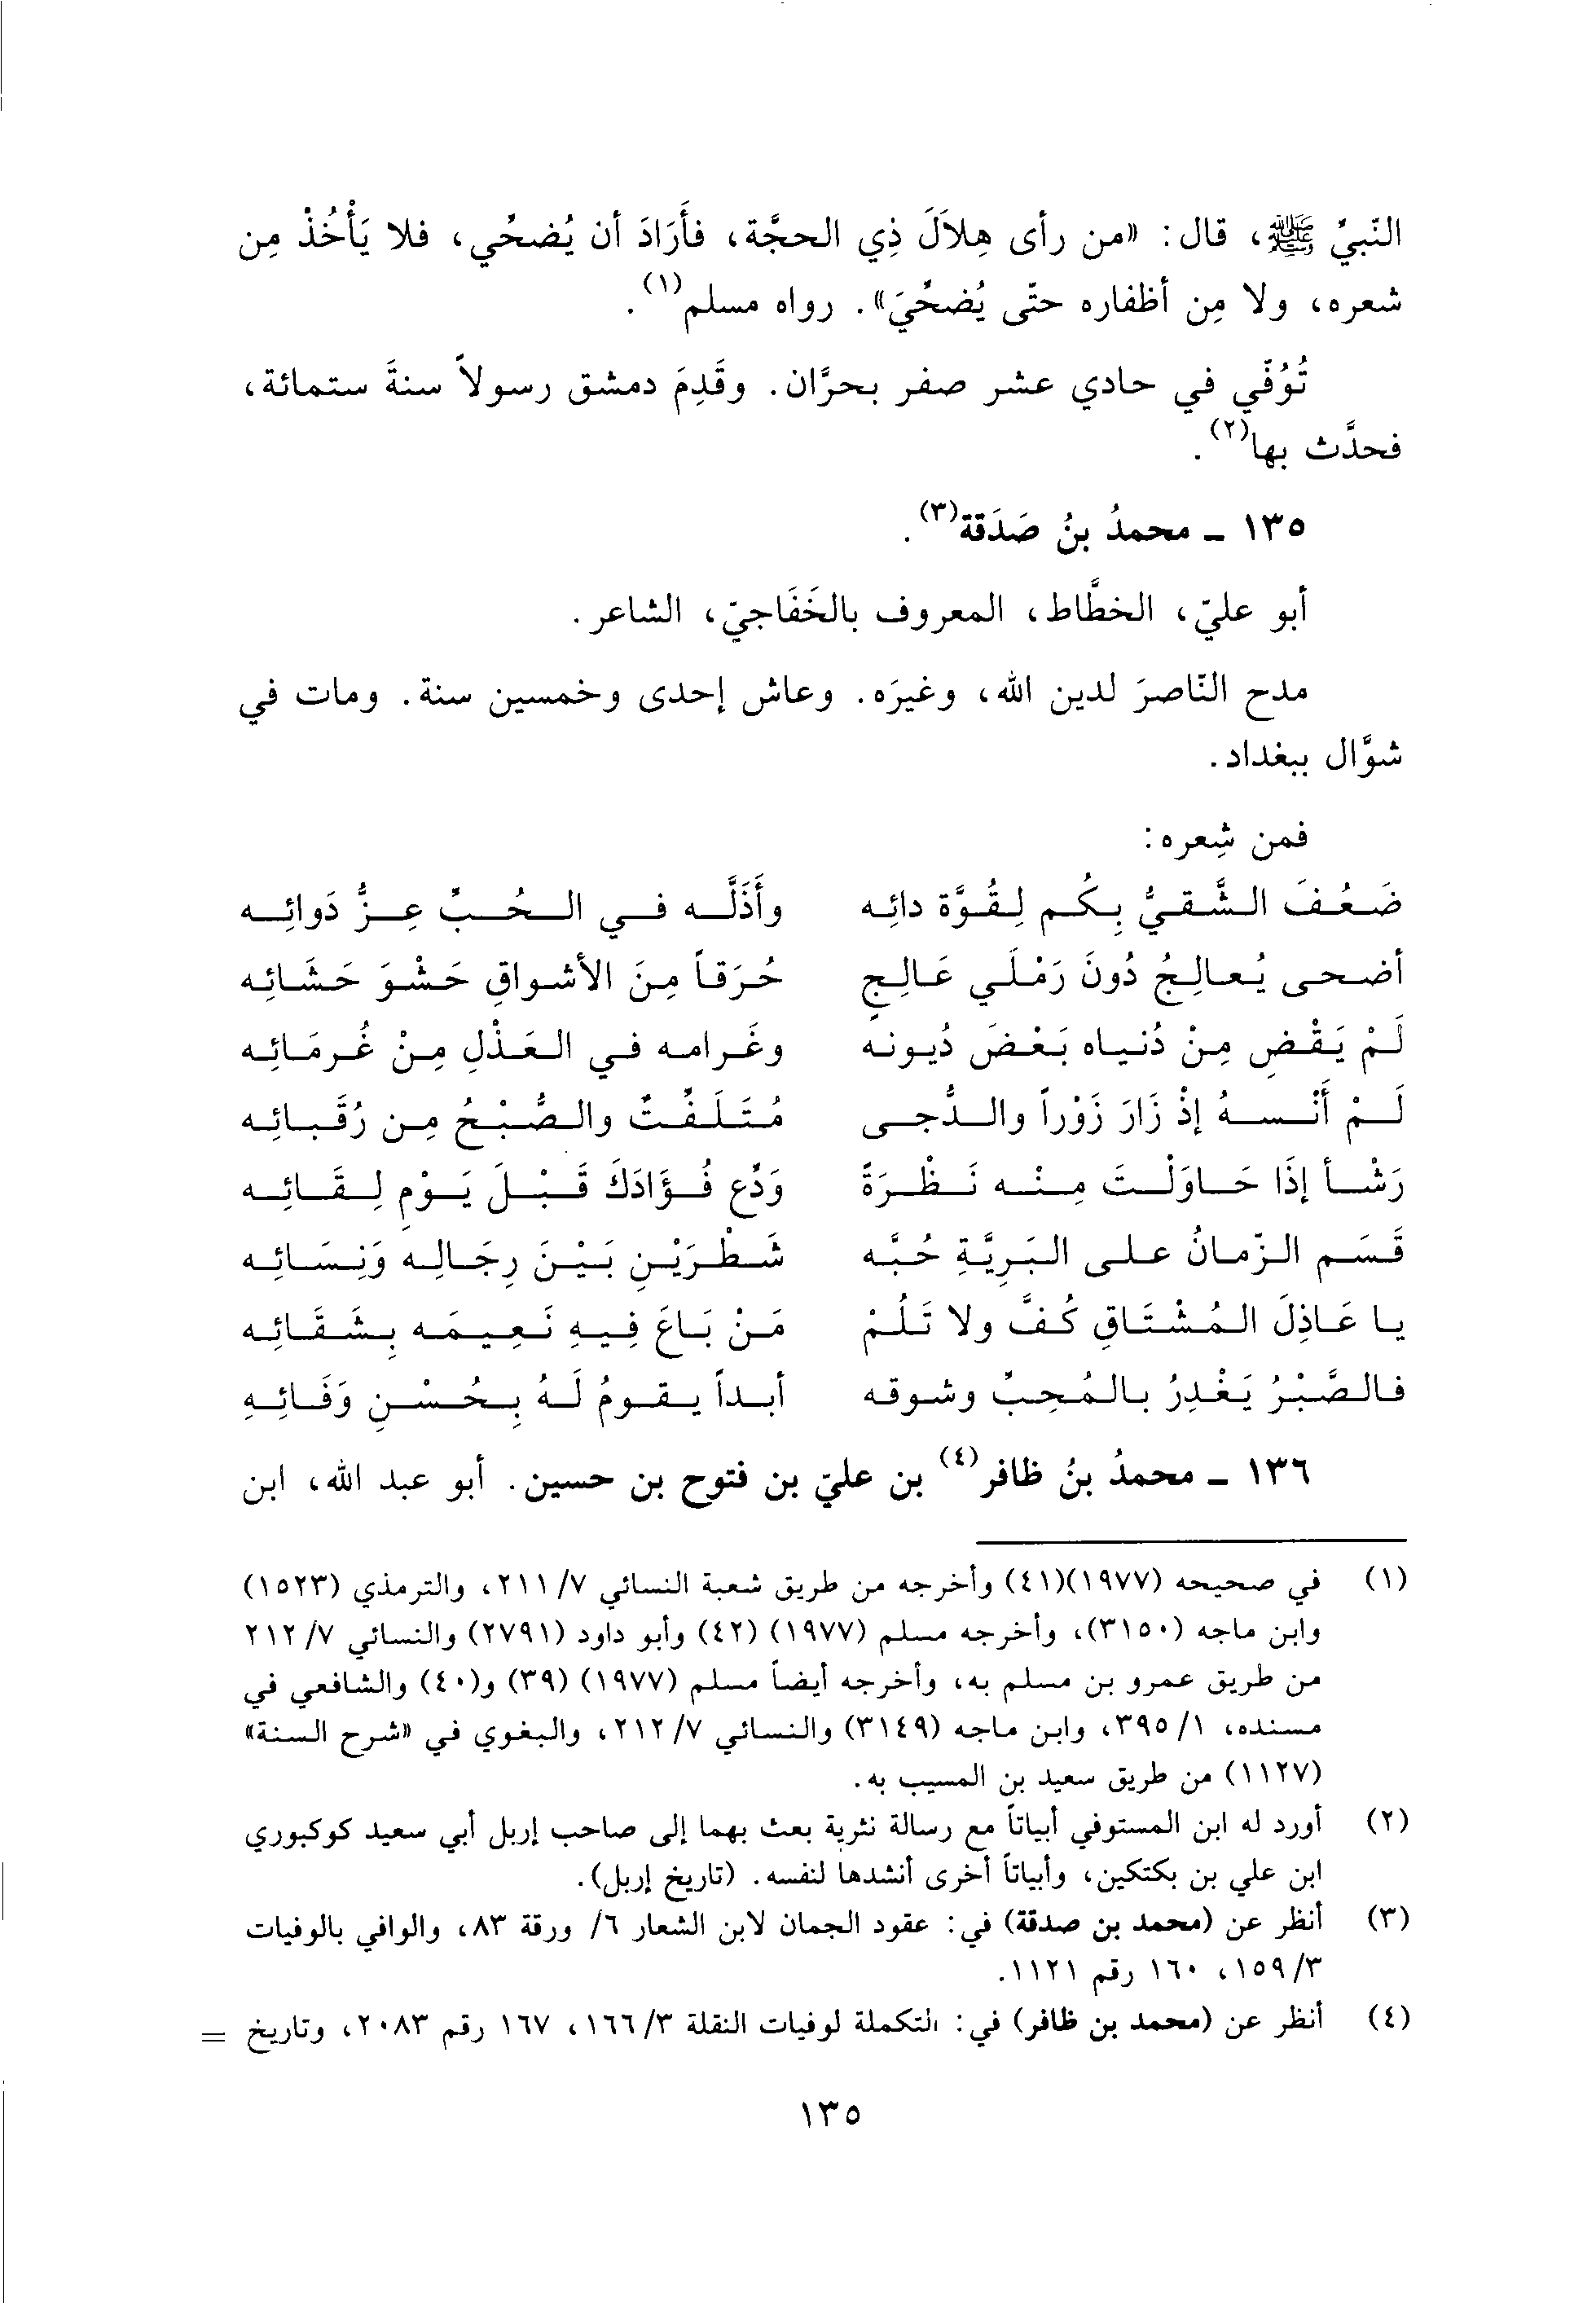 النّبيّ ﷺ، قال: «من رأى هِلاَلَ ذِي الحجَّة، فأَرَادَ أن يُضحِّي، فلا يَأْخُذْ مِن
شعره، ولا مِن أظفاره حتّى يُضحِّيَ». رواه مسلم(١).
تُوُفّي في حادي عشر صفر بحرَّان. وقَدِمَ دمشق رسولاً سنةَ ستمائة،
فحدَّث بها(٢).
١٣٥ ـ محمدُ بنُ صَدَقة(٣).
أبو عليّ، الخطَّاط، المعروف بالخَفَاجيّ، الشاعر.
مدح النّاصرَ لدين الله، وغيرَه. وعاش إحدى وخمسين سنة. ومات في
شوَّال ببغداد.
فمن شِعره:
ضَعُفَ الشَّقيُّ بِكُم لِقُوَّة دائِه وأَذَلَّه في الحُبِّ عِزُّ دَوائِه
أضحى يُعالِجُ دُونَ رَمْلَي عَالِجٍ حُرَقاً مِنَ الأشواقِ حَشْوَ حَشَائِه
لَمْ يَقْضِ مِنْ دُنياه بَعْضَ دُيونه وغَرامه في العَذْلِ مِنْ غُرمَائِه
لَمْ أَنْسهُ إذْ زَارَ زَوْراً والدُّجى مُتَلَفِّتٌ والصُّبْحُ مِن رُقَبائِه
رَشْأ إذَا حَاوَلْتَ مِنْه نَظْرَةً وَدِّع فُؤَادَكَ قَبْلَ يَوْمِ لِقَائِه
قَسَم الزّمانُ على البَرِيَّةِ حُبَّه شَطْرَيْنِ بَيْنَ رِجَالِه وَنِسَائِه
يا عَاذِلَ المُشْتَاقِ كُفَّ ولا تَلُمْ مَنْ بَاعَ فِيهِ نَعِيمَه بِشَقَائِه
فالصَّبْرُ يَغْدِرُ بالمُحِبِّ وشوقه أبداً يقومُ لَهُ بِحُسْنِ وَفَائِهِ
١٣٦ ـ محمدُ بنُ ظافر(٤) بن عليّ بن فتوح بن حسين. أبو عبد الله، ابن
(١) في صحيحه (١٩٧٧)(٤١) وأخرجه من طريق شعبة النسائي ٧/ ٢١١، والترمذي (١٥٢٣)
وابن ماجه (٣١٥٠)، وأخرجه مسلم (١٩٧٧) (٤٢) وأبو داود (٢٧٩١) والنسائي ٧/ ٢١٢
من طريق عمرو بن مسلم به، وأخرجه أيضاً مسلم (١٩٧٧) (٣٩) و(٤٠) والشافعي في
مسنده، ١/ ٣٩٥، وابن ماجه (٣١٤٩) والنسائي ٧/ ٢١٢، والبغوي في «شرح السنة»
(١١٢٧) من طريق سعيد بن المسيب به.
(٢) أورد له ابن المستوفي أبياتاً مع رسالة نثرية بعث بهما إلى صاحب إربل أبي سعيد كوكبوري
ابن علي بن بكتكين، وأبياتاً أخرى أنشدها لنفسه. (تاريخ إربل).
(٣) أنظر عن (محمد بن صدقة) في: عقود الجمان لابن الشعار ٦/ ورقة ٨٣، والوافي بالوفيات
٣/ ١٥٩، ١٦٠ رقم ١١٢١.
(٤) أنظر عن (محمد بن ظافر) في: التكملة لوفيات النقلة ٣/ ١٦٦، ١٦٧ رقم ٢٠٨٣، وتاريخ =
١٣٥